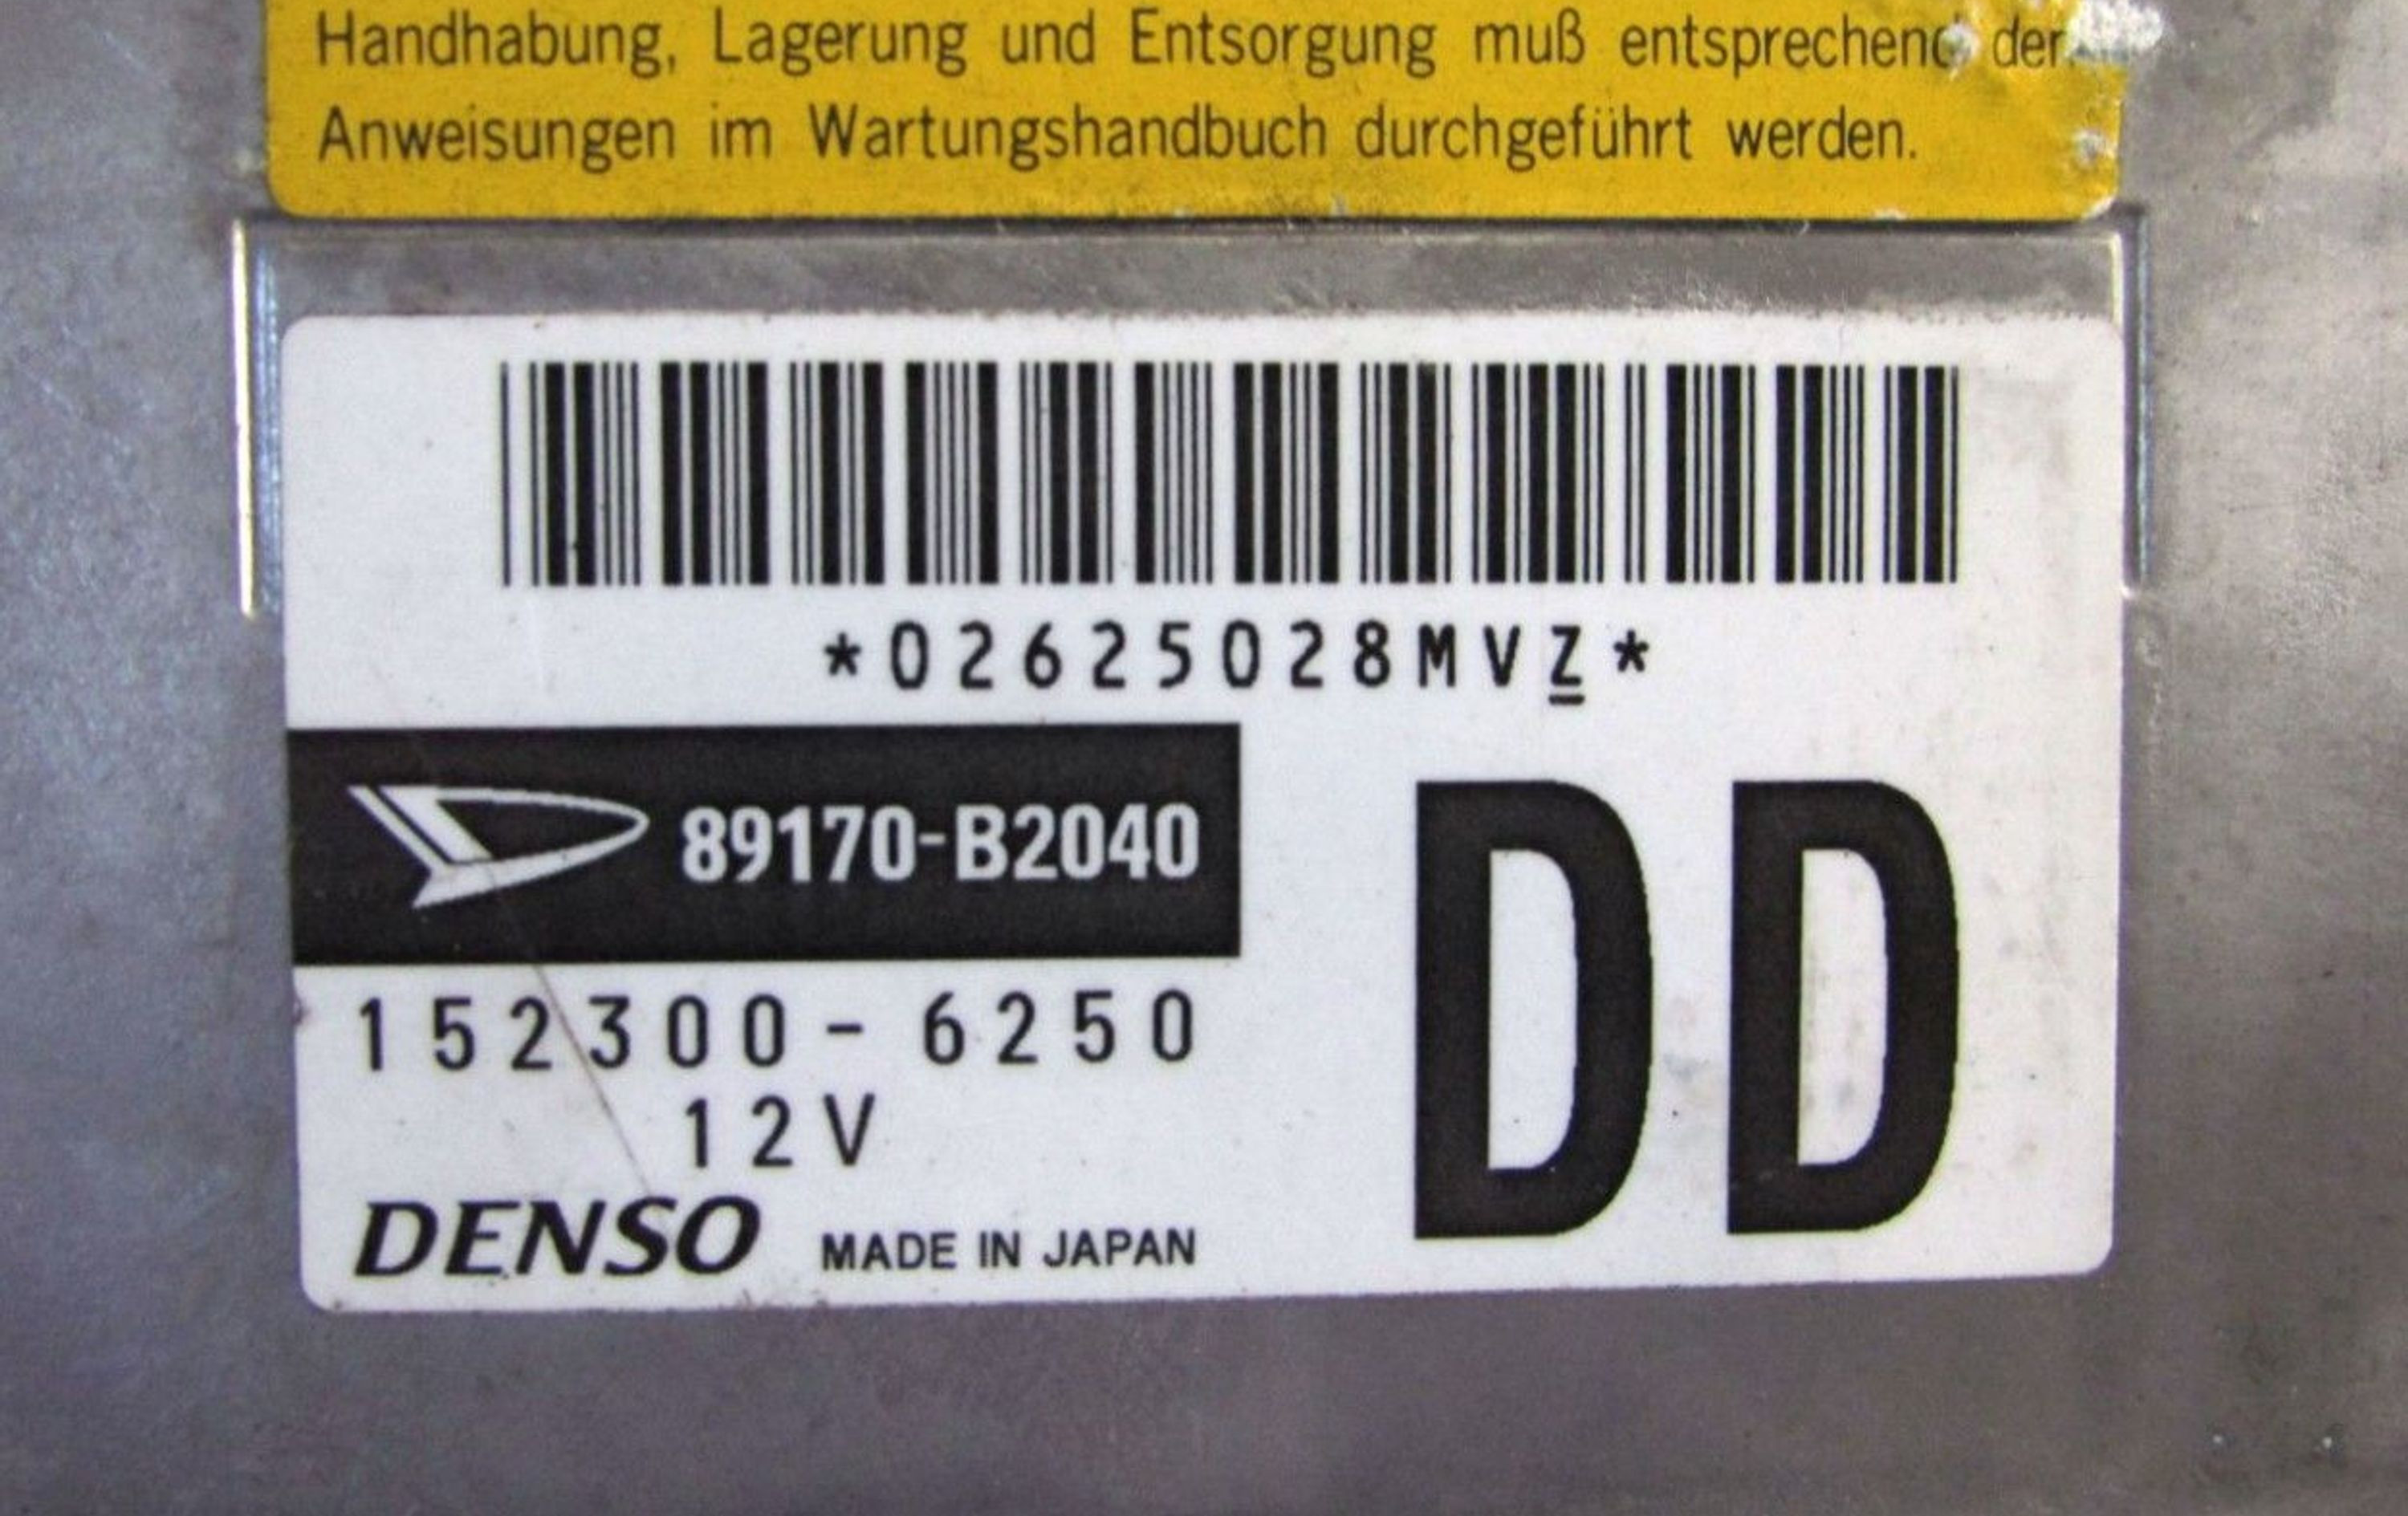 Handhabung, Lagerung und Entsorgung muß entsprechend der
Anweisungen im Wartungshandbuch durchgeführt werden.
*02625028MVZ*
89170-B2040
152300-6250
12V
DENSO MADE IN JAPAN
DD